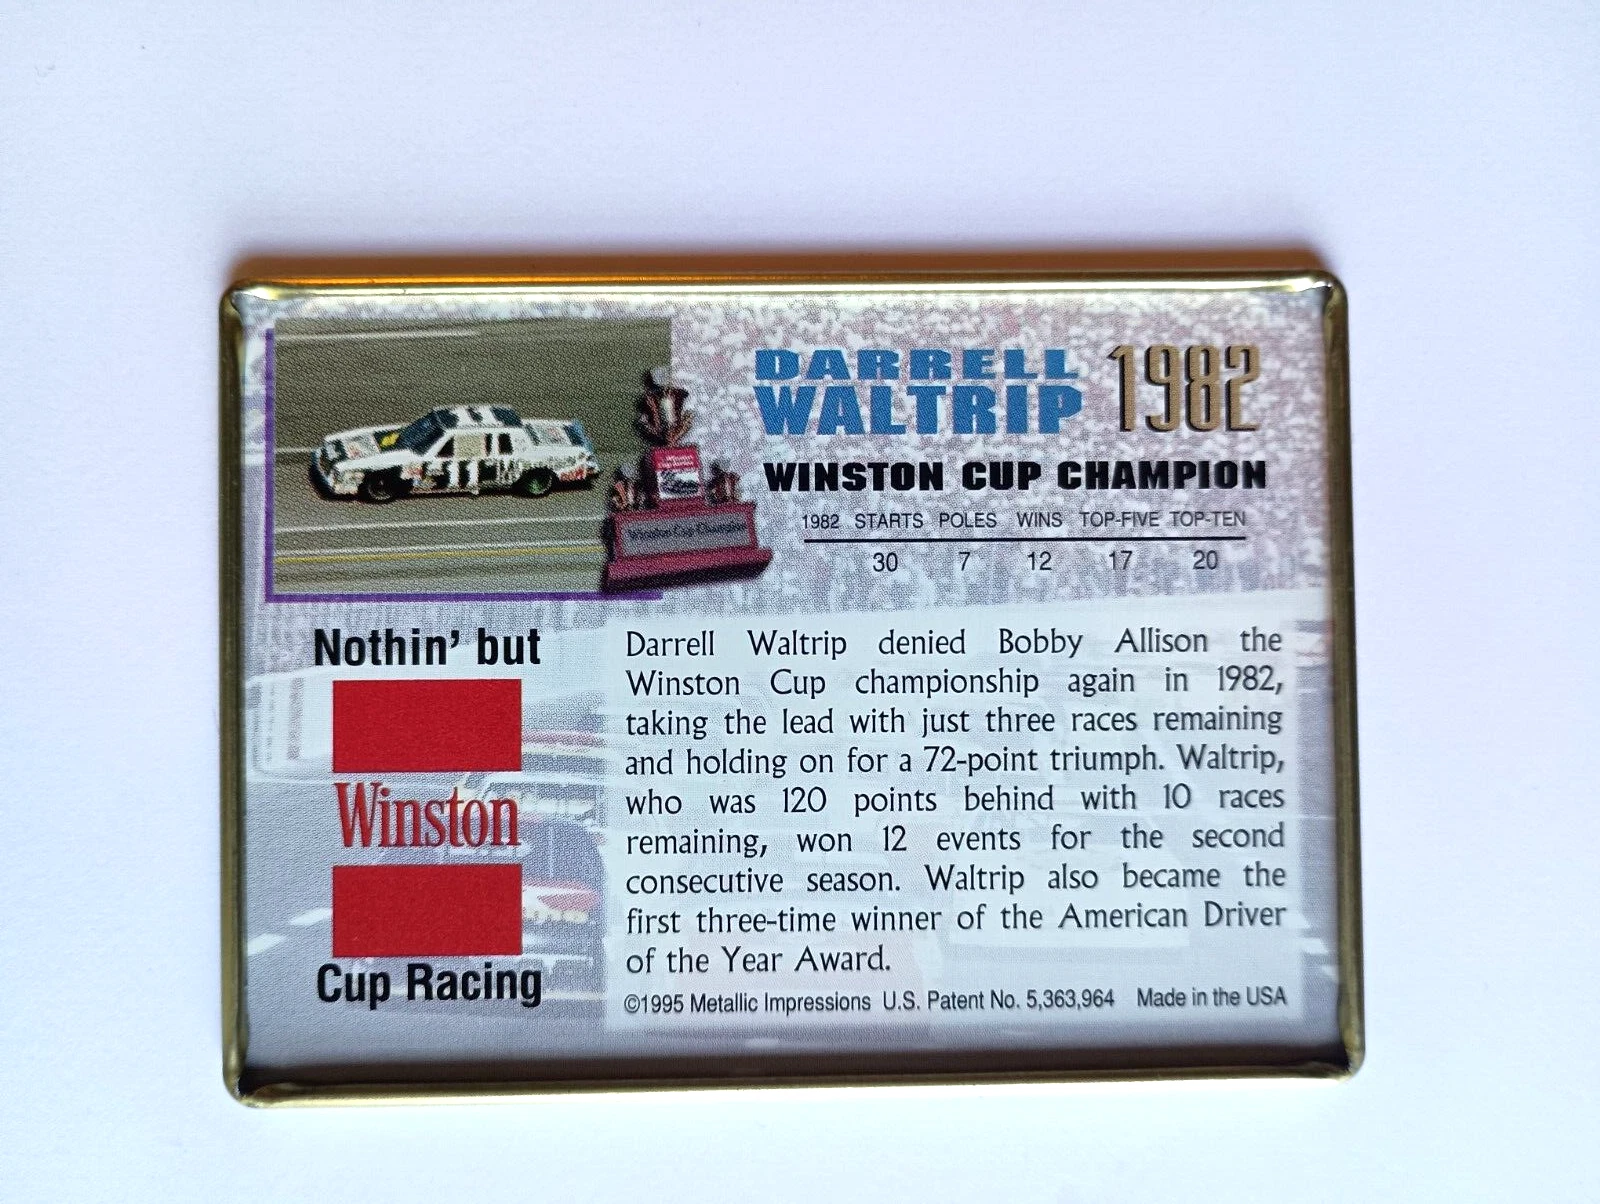 DARRELL
WALTRIP
1982
WINSTON CUP CHAMPION
1982 STARTS POLES WINS TOP-FIVE TOP-TEN
30 7 12 17 20
Winston Cup Champion
11
Nothin' but
Winston
Cup Racing
Darrell Waltrip denied Bobby Allison the
Winston Cup championship again in 1982,
taking the lead with just three races remaining
and holding on for a 72-point triumph. Waltrip,
who was 120 points behind with 10 races
remaining, won 12 events for the second
consecutive season. Waltrip also became the
first three-time winner of the American Driver
of the Year Award.
©1995 Metallic Impressions U.S. Patent No. 5,363,964 Made in the USA